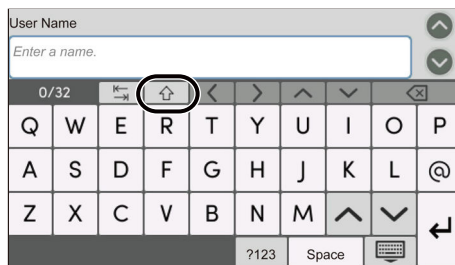 User Name
Enter a name.
0/32
Q W E R T Y U I O P
A S D F G H J K L @
Z X C V B N M
?123 Space